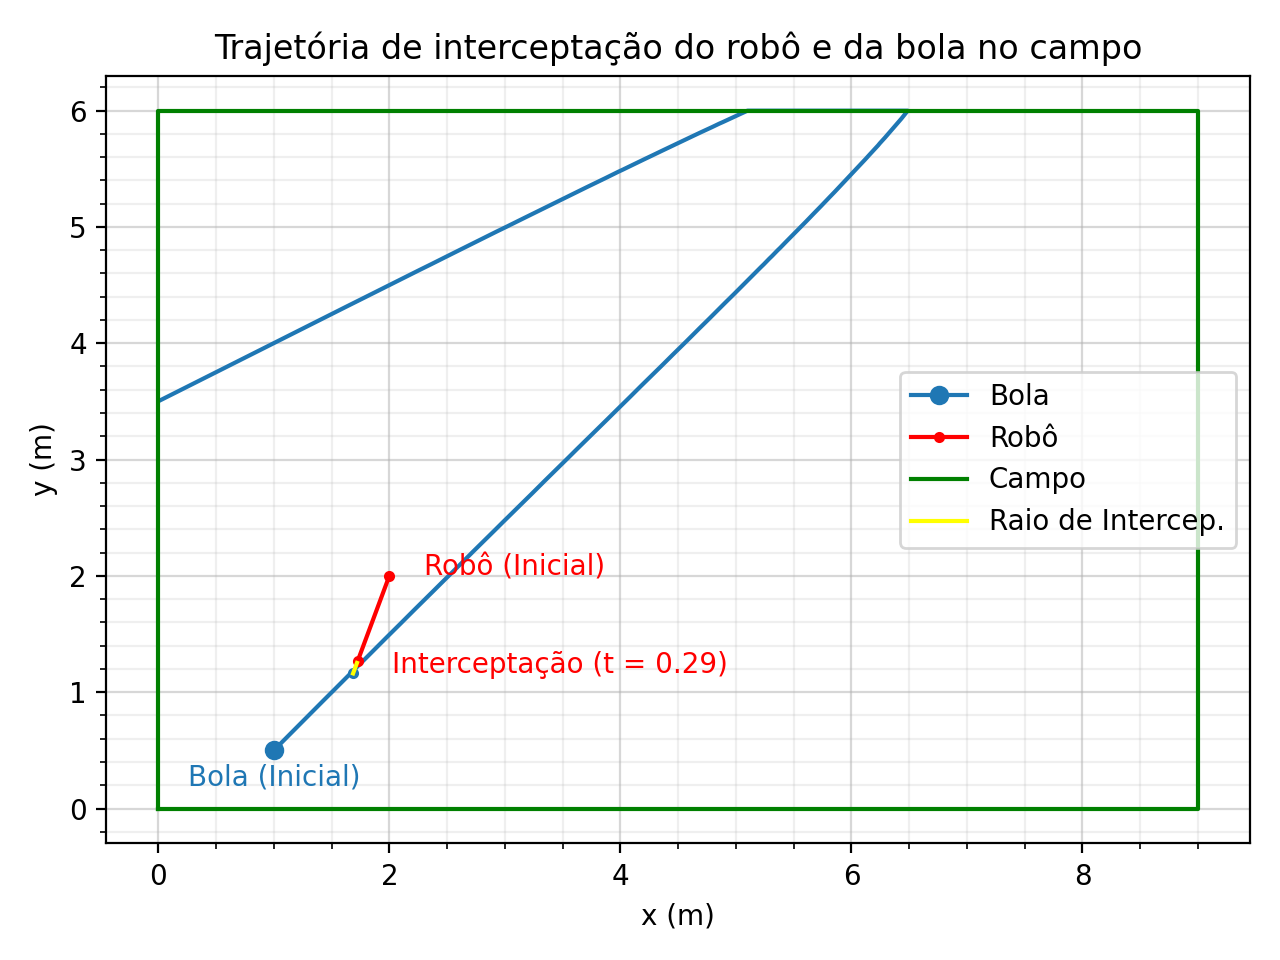 Trajetória de interceptação do robô e da bola no campo
6
5
4
3
2
1
0
y (m)
Bola
Robô
Campo
Raio de Intercep.
Robô (Inicial)
Interceptação (t = 0.29)
Bola (Inicial)
0 2 4 6 8
x (m)